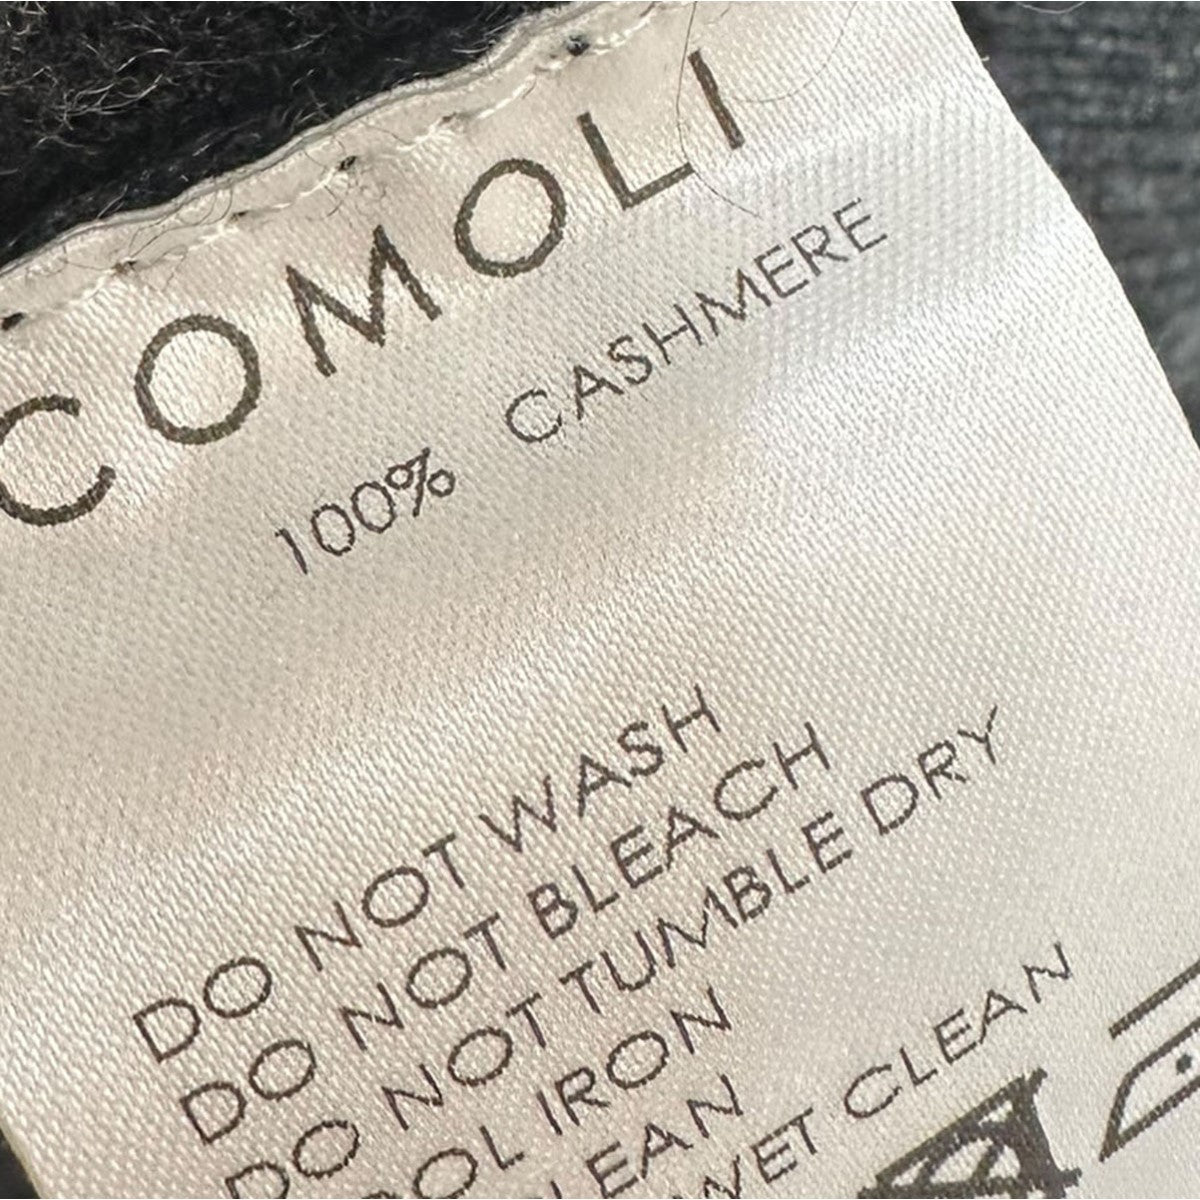 COMOLI
100% CASHMERE
DO NOT WASH
DO NOT BLEACH
DO NOT TUMBLE DRY
IRON
WET CLEAN